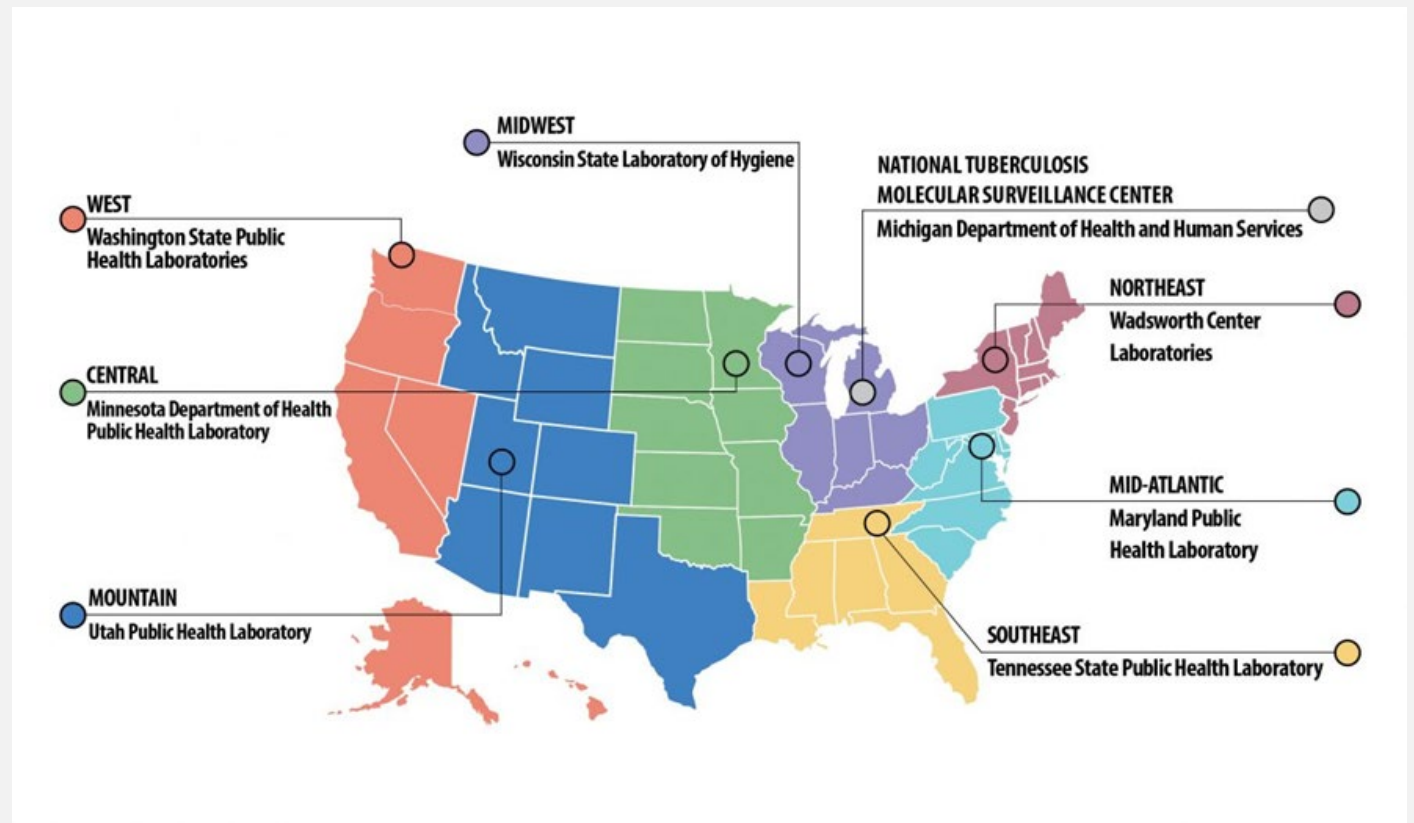 MIDWEST
Wisconsin State Laboratory of Hygiene
NATIONAL TUBERCULOSIS
MOLECULAR SURVEILLANCE CENTER
Michigan Department of Health and Human Services
WEST
Washington State Public
Health Laboratories
NORTHEAST
Wadsworth Center
Laboratories
CENTRAL
Minnesota Department of Health
Public Health Laboratory
MID-ATLANTIC
Maryland Public
Health Laboratory
MOUNTAIN
Utah Public Health Laboratory
SOUTHEAST
Tennessee State Public Health Laboratory